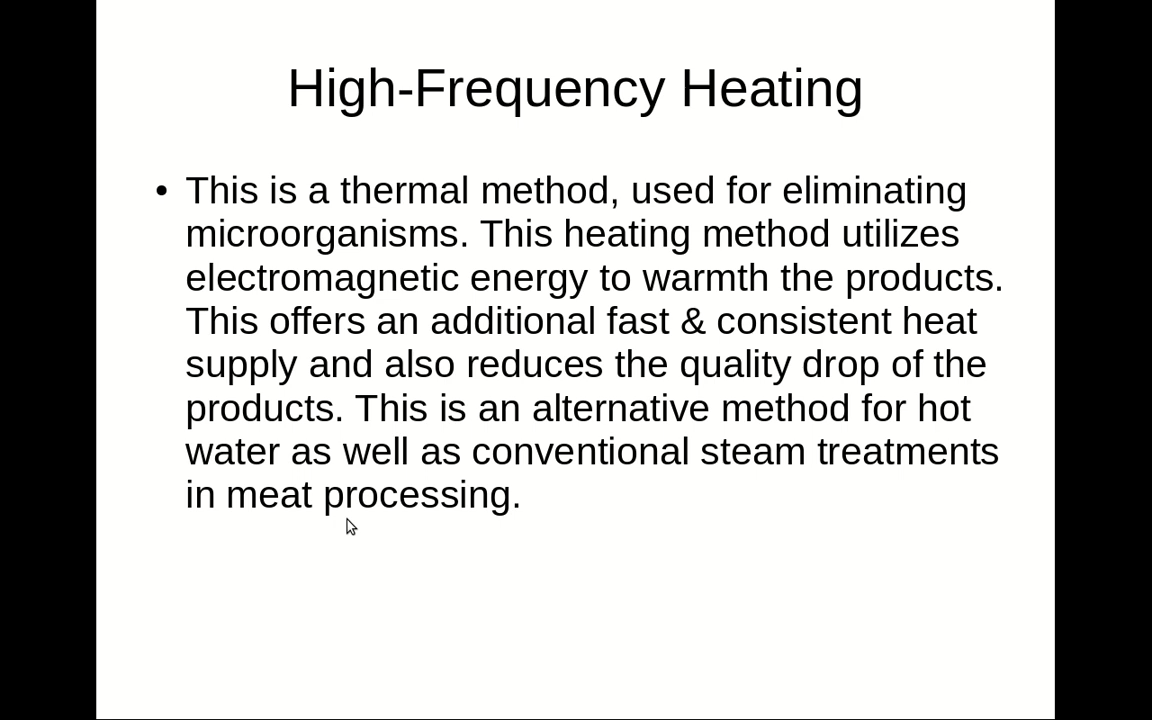 High-Frequency Heating
• This is a thermal method, used for eliminating
microorganisms. This heating method utilizes
electromagnetic energy to warmth the products.
This offers an additional fast & consistent heat
supply and also reduces the quality drop of the
products. This is an alternative method for hot
water as well as conventional steam treatments
in meat processing.